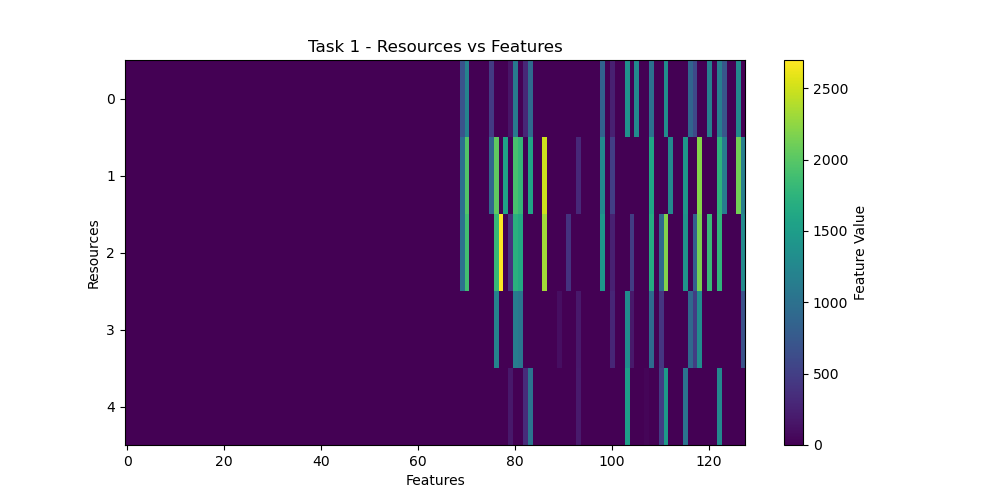 Task 1 - Resources vs Features
0
1
2
3
4
Resources
0 20 40 60 80 100 120
Features
2500
2000
1500
1000
500
0
Feature Value